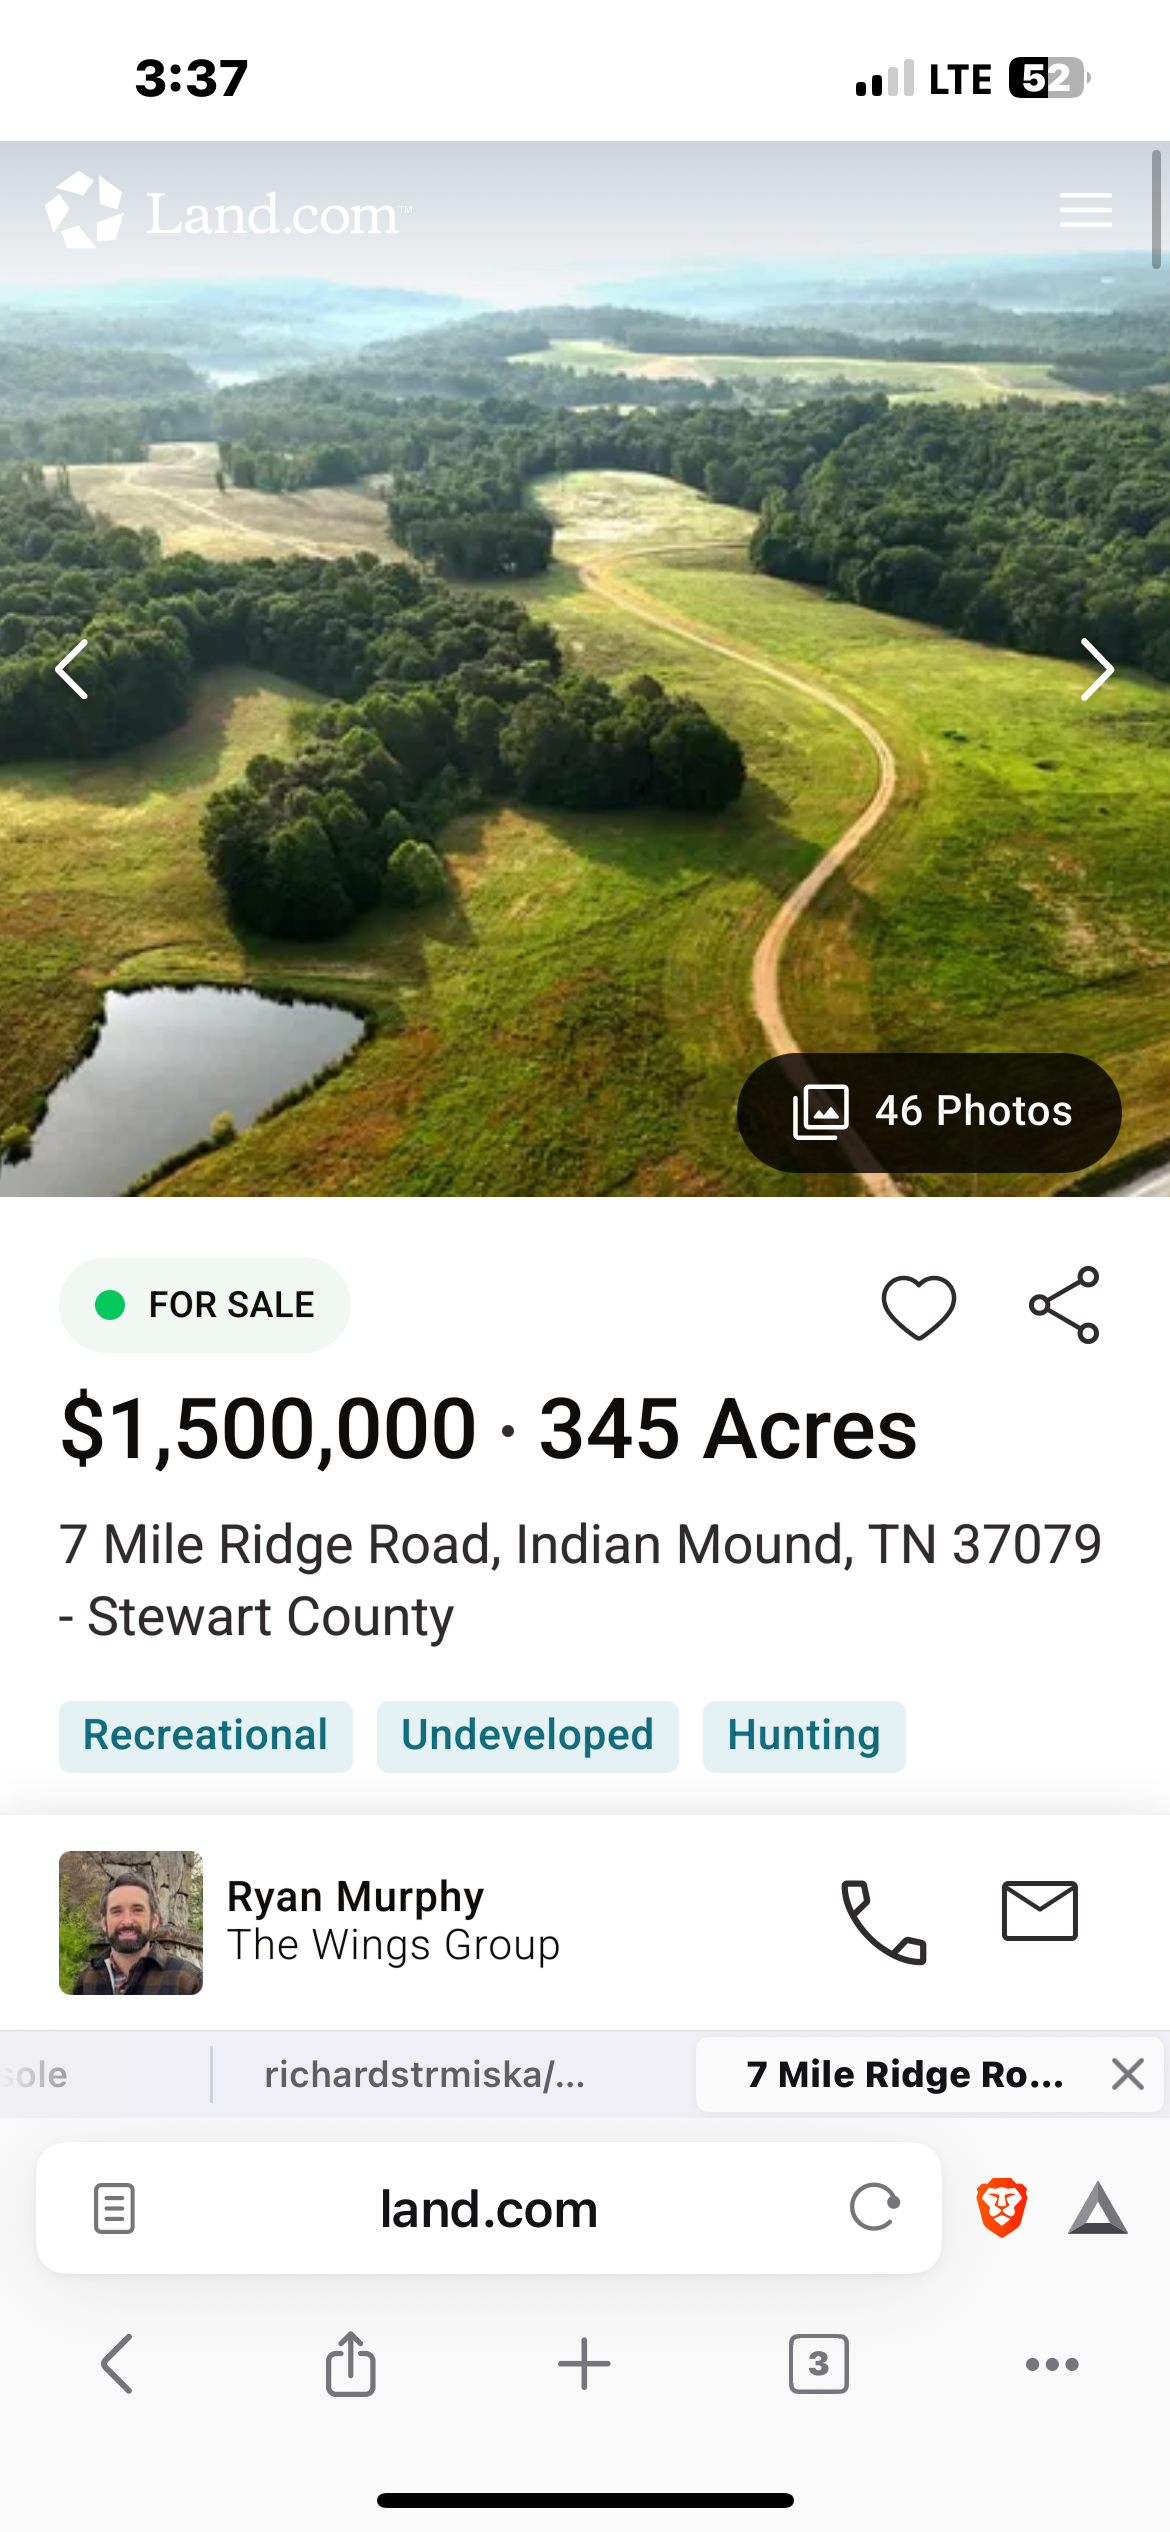 3:37
LTE 52
Land.com™
46 Photos
FOR SALE
$1,500,000 · 345 Acres
7 Mile Ridge Road, Indian Mound, TN 37079
- Stewart County
Recreational Undeveloped Hunting
Ryan Murphy
The Wings Group
sole richardstrmiska/... 7 Mile Ridge Ro...
land.com
3